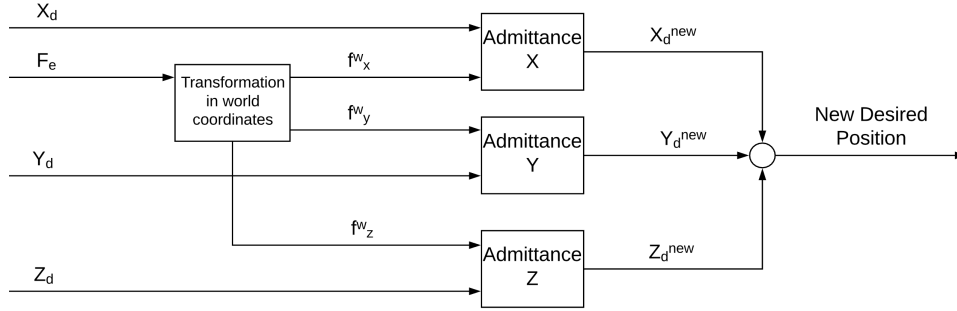 X_d
Admittance
X
X_d^new
F_e
Transformation
in world
coordinates
f^w_x
f^w_y
Admittance
Y
Y_d^new
New Desired
Position
Y_d
f^w_z
Admittance
Z
Z_d^new
Z_d